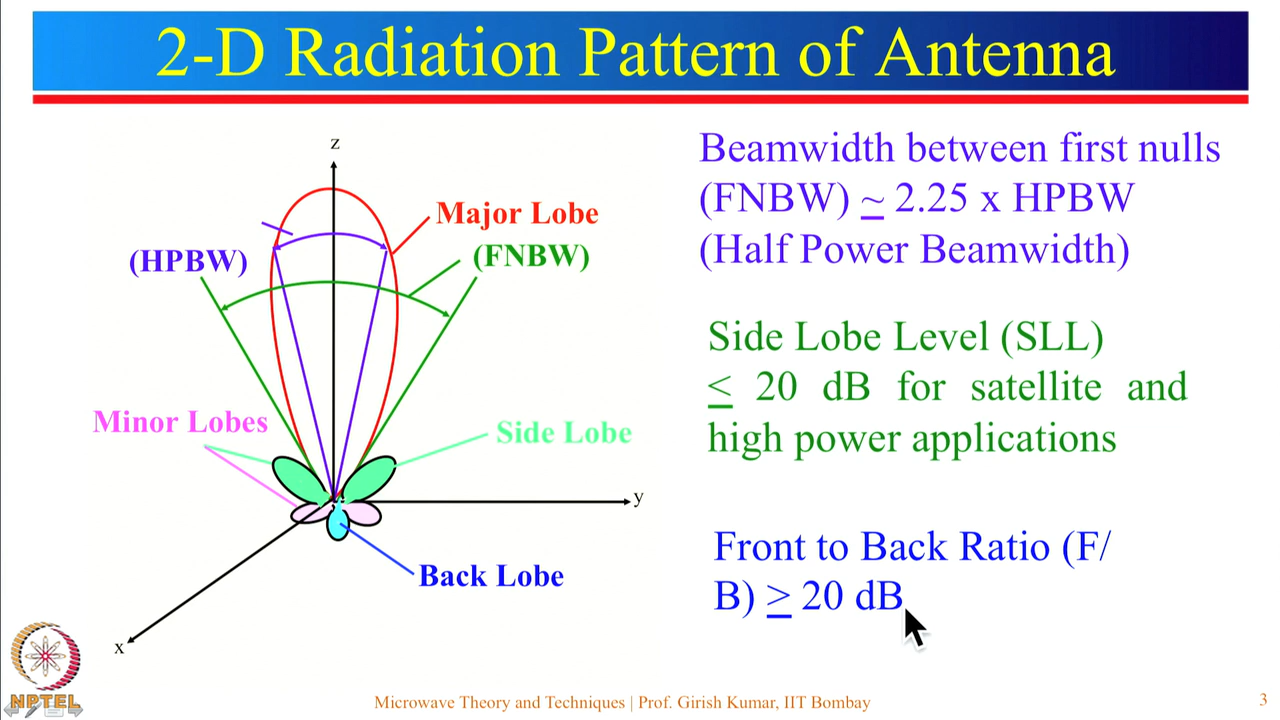 2-D Radiation Pattern of Antenna
z
Major Lobe
(HPBW)
(FNBW)
Minor Lobes
Side Lobe
y
Back Lobe
x
Beamwidth between first nulls
(FNBW) ~ 2.25 x HPBW
(Half Power Beamwidth)
Side Lobe Level (SLL)
< 20 dB for satellite and
high power applications
Front to Back Ratio (F/
B) > 20 dB
NPTEL
Microwave Theory and Techniques | Prof. Girish Kumar, IIT Bombay
3